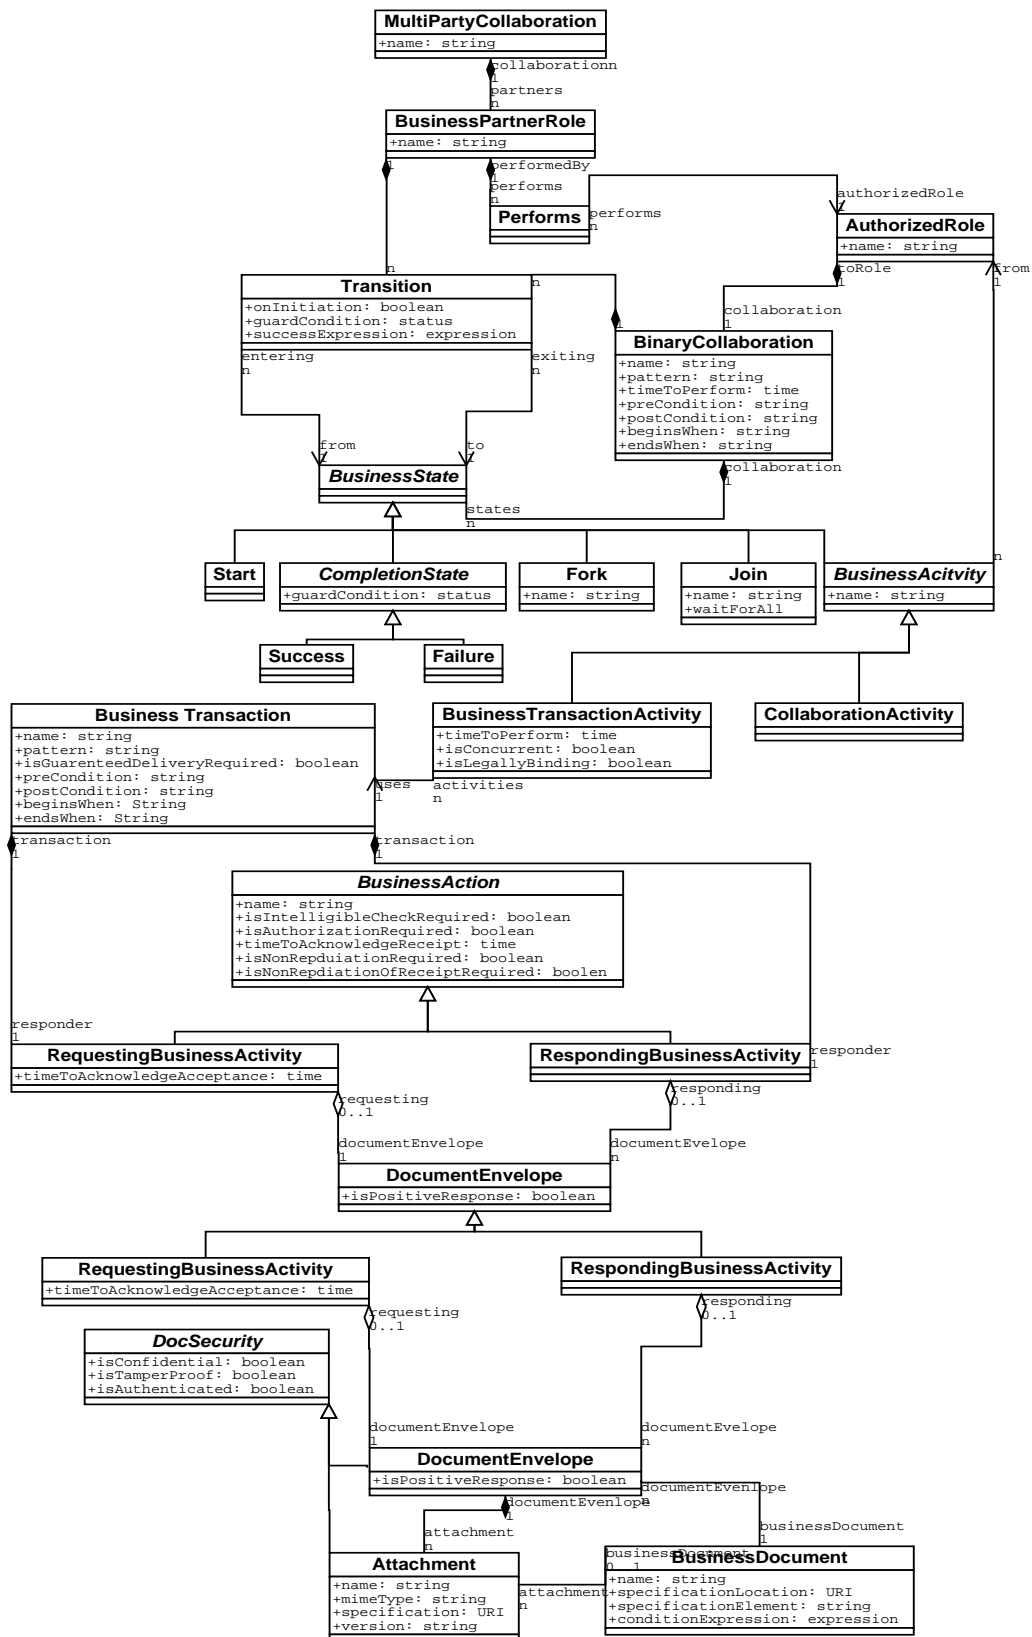 MultiPartyCollaboration
+name: string
collaborationn
1
partners
n
BusinessPartnerRole
+name: string
1
performedBy
1
performs
n
Performs
performs
n
authorizedRole
1
AuthorizedRole
+name: string
toRole
1
from
1
n
Transition
+onInitiation: boolean
+guardCondition: status
+successExpression: expression
n
collaboration
1
1
BinaryCollaboration
+name: string
+pattern: string
+timeToPerform: time
+preCondition: string
+postCondition: string
+beginsWhen: string
+endsWhen: string
entering
n
exiting
n
from
1
to
1
collaboration
1
BusinessState
states
n
n
Start
CompletionState
+guardCondition: status
Fork
+name: string
Join
+name: string
+waitForAll
BusinessAcitvity
+name: string
Success
Failure
Business Transaction
+name: string
+pattern: string
+isGuarenteedDeliveryRequired: boolean
+preCondition: string
+postCondition: string
+beginsWhen: String
+endsWhen: String
BusinessTransactionActivity
+timeToPerform: time
+isConcurrent: boolean
+isLegallyBinding: boolean
CollaborationActivity
uses
1
activities
n
transaction
1
transaction
1
BusinessAction
+name: string
+isIntelligibleCheckRequired: boolean
+isAuthorizationRequired: boolean
+timeToAcknowledgeReceipt: time
+isNonRepduiationRequired: boolean
+isNonRepdiationOfReceiptRequired: boolen
responder
1
RequestingBusinessActivity
+timeToAcknowledgeAcceptance: time
RespondingBusinessActivity
responder
1
requesting
0..1
responding
0..1
documentEnvelope
1
documentEvelope
n
DocumentEnvelope
+isPositiveResponse: boolean
RequestingBusinessActivity
+timeToAcknowledgeAcceptance: time
RespondingBusinessActivity
requesting
0..1
responding
0..1
DocSecurity
+isConfidential: boolean
+isTamperProof: boolean
+isAuthenticated: boolean
documentEnvelope
1
documentEvelope
n
DocumentEnvelope
+isPositiveResponse: boolean
documentEvenlope
n
documentEvenlope
1
attachment
n
businessDocument
1
Attachment
+name: string
+mimeType: string
+specification: URI
+version: string
businessDocument
0..1
attachment
n
BusinessDocument
+name: string
+specificationLocation: URI
+specificationElement: string
+conditionExpression: expression